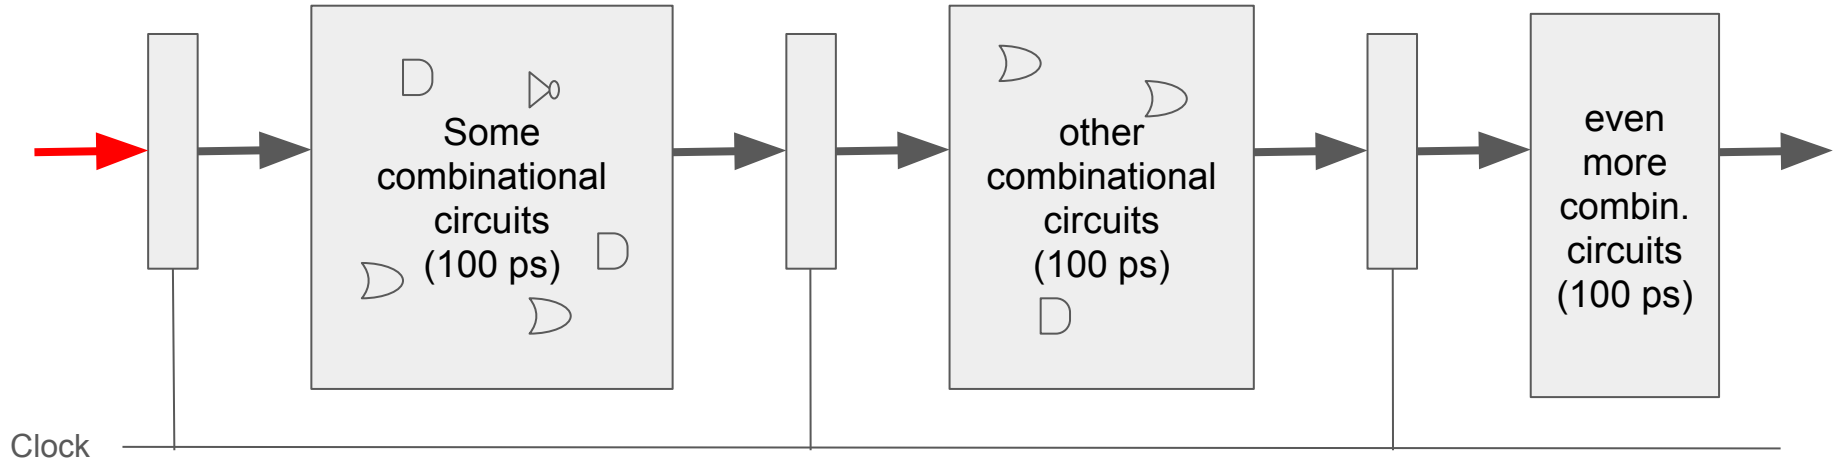 Some
combinational
circuits
(100 ps)
other
combinational
circuits
(100 ps)
even
more
combin.
circuits
(100 ps)
Clock